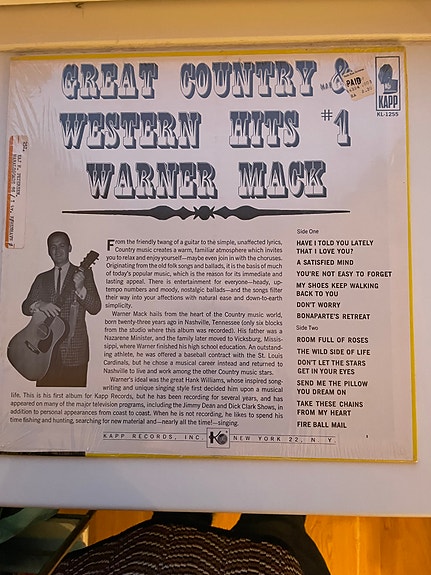 GREAT COUNTRY &
WESTERN HITS #1
WARNER MACK
PAID
KAPP
KL-1255
From the friendly twang of a guitar to the simple, unaffected lyrics,
Country music creates a warm, familiar atmosphere which invites
you to relax and enjoy yourself—maybe even join in with the choruses.
Originating from the old folk songs and ballads, it is the basis of much
of today's popular music, which is the reason for its immediate and
lasting appeal. There is entertainment for everyone—heady, up-
tempo numbers and moody, nostalgic ballads—and the songs filter
their way into your affections with natural ease and down-to-earth
simplicity.
Warner Mack hails from the heart of the Country music world,
born twenty-three years ago in Nashville, Tennessee (only six blocks
from the studio where this album was recorded). His father was a
Nazarene Minister, and the family later moved to Vicksburg, Missis-
sippi, where Warner finished his high school education. An outstand-
ing athlete, he was offered a baseball contract with the St. Louis
Cardinals, but he chose a musical career instead and returned to
Nashville to live and work among the other Country music stars.
Warner's ideal was the great Hank Williams, whose inspired song-
writing and unique singing style first decided him upon a musical
life. This is his first album for Kapp Records, but he has been recording for several years, and has
appeared on many of the major television programs, including the Jimmy Dean and Dick Clark Shows, in
addition to personal appearances from coast to coast. When he is not recording, he likes to spend his
time fishing and hunting, searching for new material and—nearly all the time!—singing.
Side One
HAVE I TOLD YOU LATELY
THAT I LOVE YOU?
A SATISFIED MIND
YOU'RE NOT EASY TO FORGET
MY SHOES KEEP WALKING
BACK TO YOU
DON'T WORRY
BONAPARTE'S RETREAT
Side Two
ROOM FULL OF ROSES
THE WILD SIDE OF LIFE
DON'T LET THE STARS
GET IN YOUR EYES
SEND ME THE PILLOW
YOU DREAM ON
TAKE THESE CHAINS
FROM MY HEART
FIRE BALL MAIL
KAPP RECORDS, INC. K NEW YORK 22, N Y